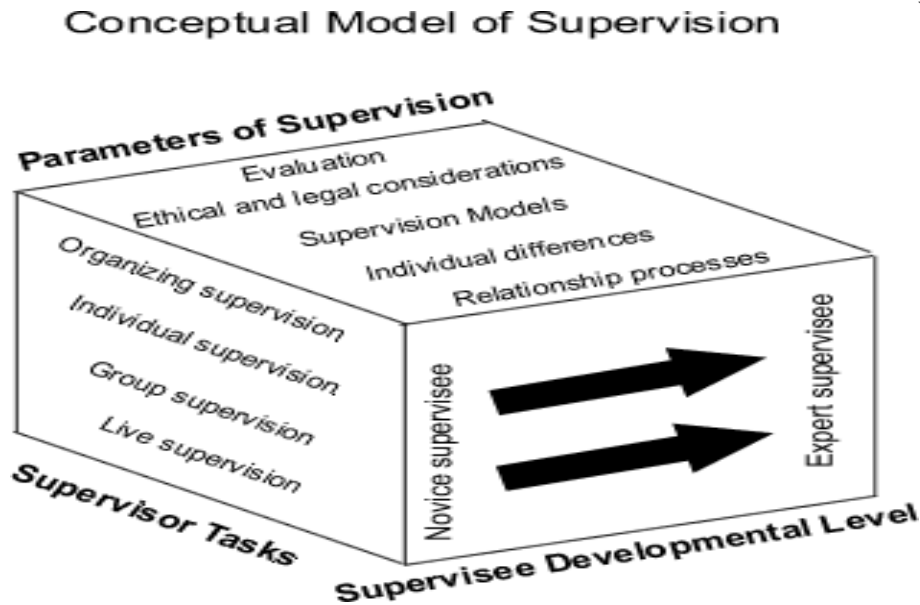 Conceptual Model of Supervision
Parameters of Supervision
Evaluation
Ethical and legal considerations
Supervision Models
Individual differences
Relationship processes
Organizing supervision
Individual supervision
Group supervision
Live supervision
Supervisor Tasks
Novice supervisee
Expert supervisee
Supervisee Developmental Level